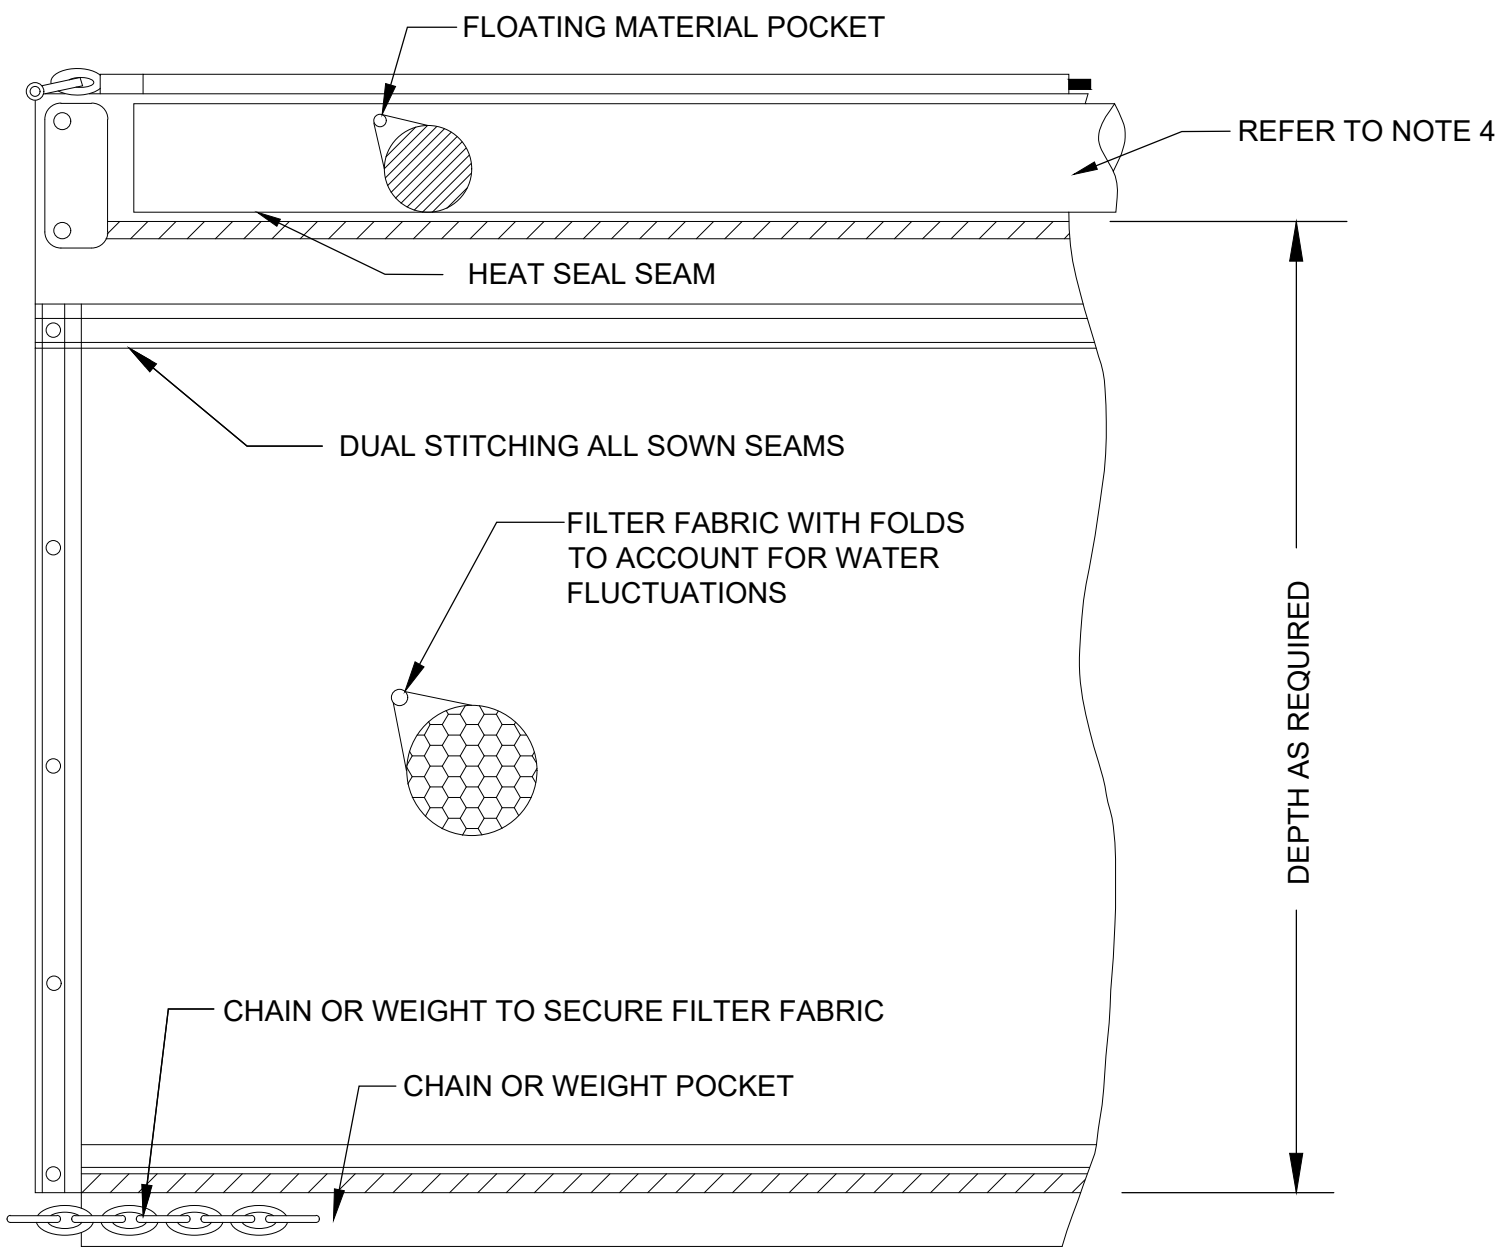 FLOATING MATERIAL POCKET
REFER TO NOTE 4
HEAT SEAL SEAM
DUAL STITCHING ALL SOWN SEAMS
FILTER FABRIC WITH FOLDS
TO ACCOUNT FOR WATER
FLUCTUATIONS
DEPTH AS REQUIRED
CHAIN OR WEIGHT TO SECURE FILTER FABRIC
CHAIN OR WEIGHT POCKET